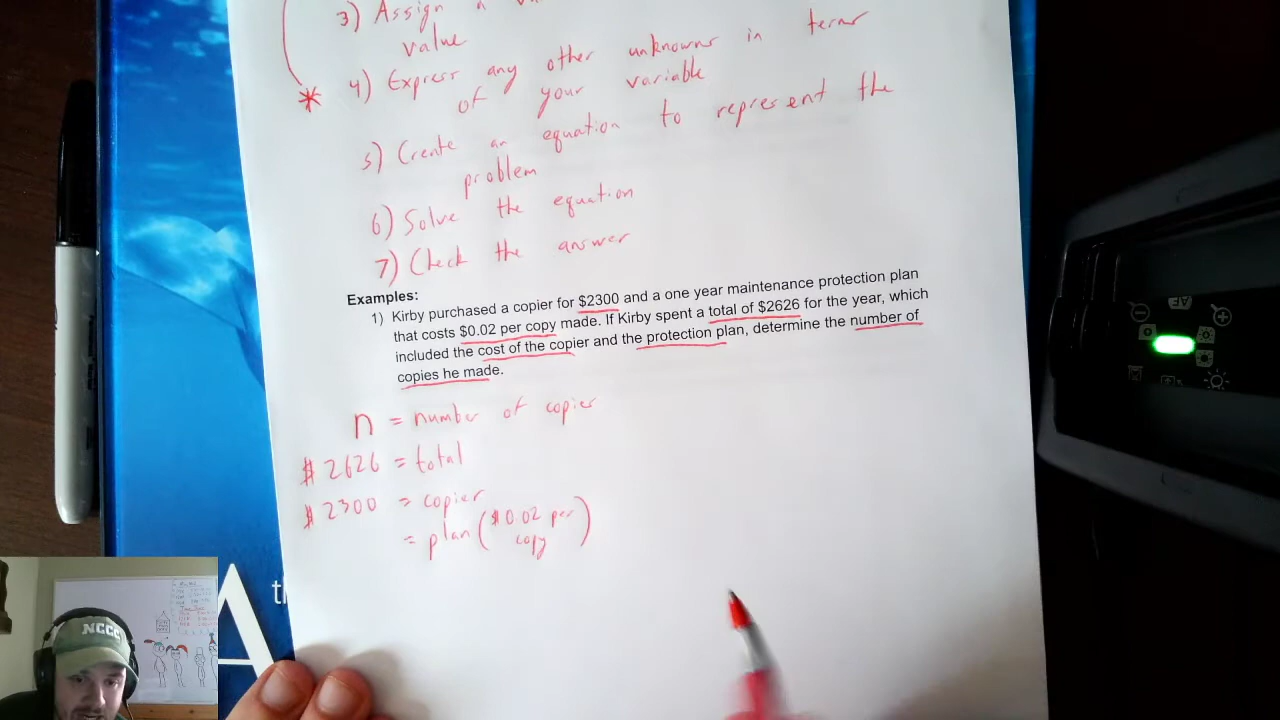 3) Assign a
value
* 4) Express any other unknowns in terms
of your variable
5) Create an equation to represent the
problem
6) Solve the equation
7) Check the answer
Examples:
1) Kirby purchased a copier for $2300 and a one year maintenance protection plan
that costs $0.02 per copy made. If Kirby spent a total of $2626 for the year, which
included the cost of the copier and the protection plan, determine the number of
copies he made.
n = number of copies
$ 2626 = total
$ 2300 = copier
= plan ($0.02 per
copy)
NCCC
A
AF